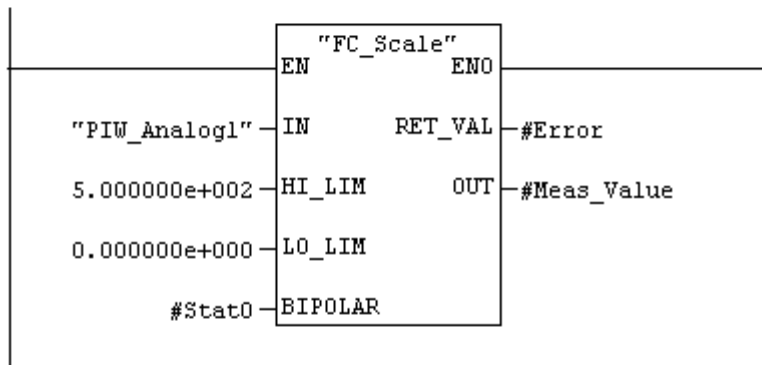 "FC_Scale"
EN ENO
"PIW_Analog1" IN RET_VAL #Error
5.000000e+002 HI_LIM OUT #Meas_Value
0.000000e+000 LO_LIM
#Stat0 BIPOLAR